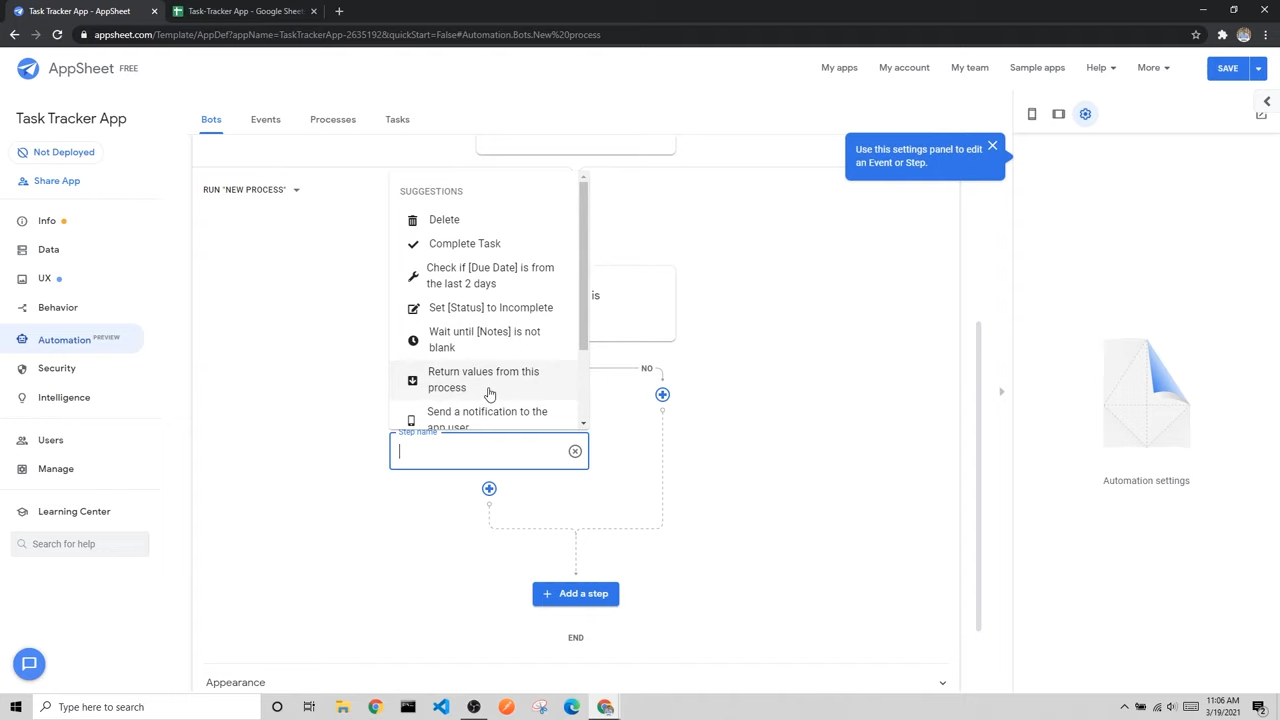 Task Tracker App - AppSheet
Task-Tracker App - Google Sheet
appsheet.com/Template/AppDef?appName=TaskTrackerApp-2635192&quickStart=False#Automation.Bots.New%20process
AppSheet FREE
My apps
My account
My team
Sample apps
Help
More
SAVE
Task Tracker App
Bots
Events
Processes
Tasks
Not Deployed
Share App
Info
Data
UX
Behavior
Automation PREVIEW
Security
Intelligence
Users
Manage
Learning Center
Search for help
RUN "NEW PROCESS"
SUGGESTIONS
Delete
Complete Task
Check if [Due Date] is from
the last 2 days
Set [Status] to Incomplete
Wait until [Notes] is not
blank
Return values from this
process
Send a notification to the
app user
Step name
is
NO
Add a step
END
Appearance
Use this settings panel to edit
an Event or Step.
Automation settings
Type here to search
11:06 AM
3/19/2021
2